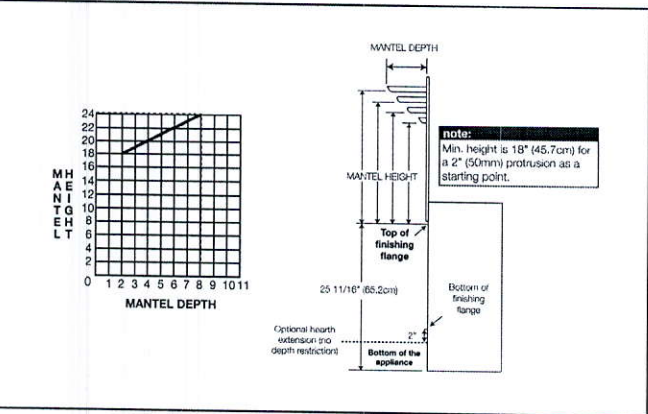 MANTEL HEIGHT
24
22
20
18
16
14
12
10
8
6
4
2
0 1 2 3 4 5 6 7 8 9 10 11
MANTEL DEPTH
MANTEL DEPTH
note:
Min. height is 18" (45.7cm) for
a 2" (50mm) protrusion as a
starting point.
MANTEL HEIGHT
Top of
finishing
flange
25 11/16" (65.2cm)
Bottom of
finishing
flange
2"
Optional hearth
extension (no
depth restriction)
Bottom of the
appliance